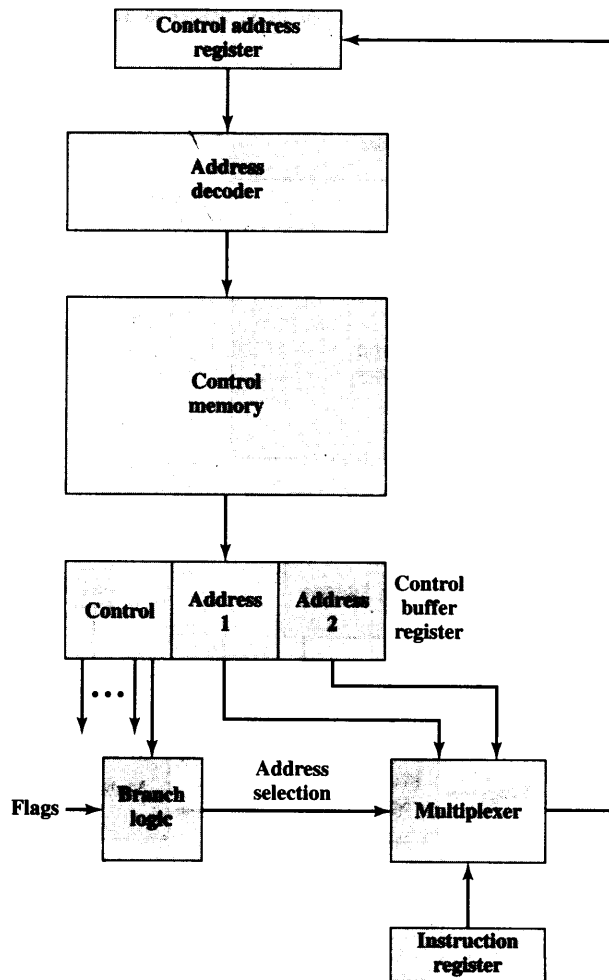 Control address
register
Address
decoder
Control
memory
Control
Address
1
Address
2
Control
buffer
register
Flags
Branch
logic
Address
selection
Multiplexer
Instruction
register